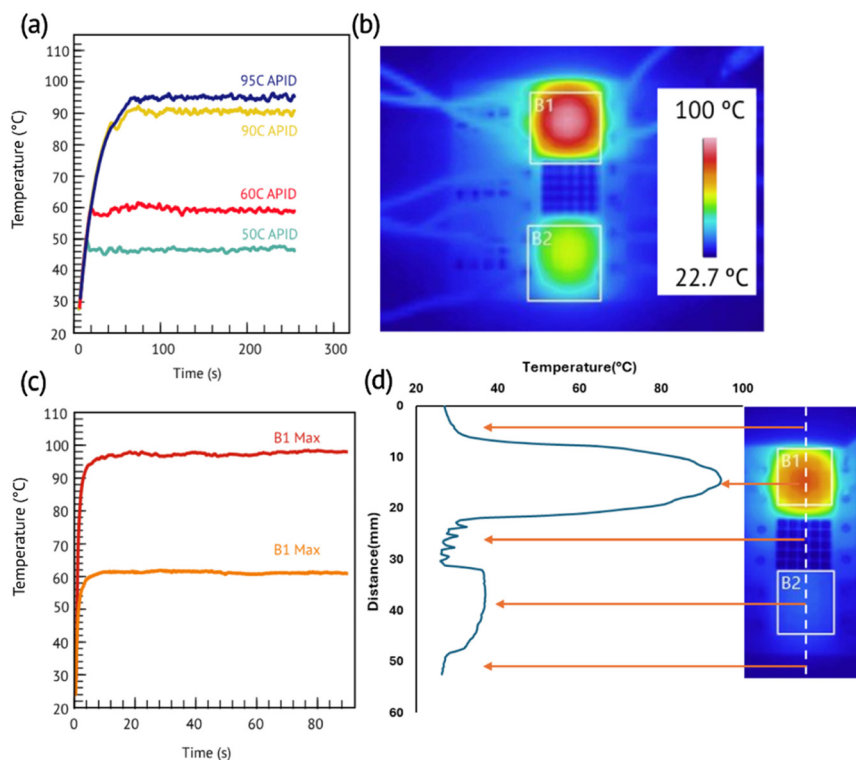 (a)
110
100
90
80
70
60
50
40
30
20
Temperature (°C)
95C APID
90C APID
60C APID
50C APID
0
100
200
300
Time (s)
(b)
B1
B2
100 °C
22.7 °C
(c)
110
100
90
80
70
60
50
40
30
20
Temperature (°C)
B1 Max
B1 Max
0
20
40
60
80
Time (s)
(d)
Temperature(°C)
20
40
60
80
100
0
10
20
30
40
50
60
Distance(mm)
B1
B2